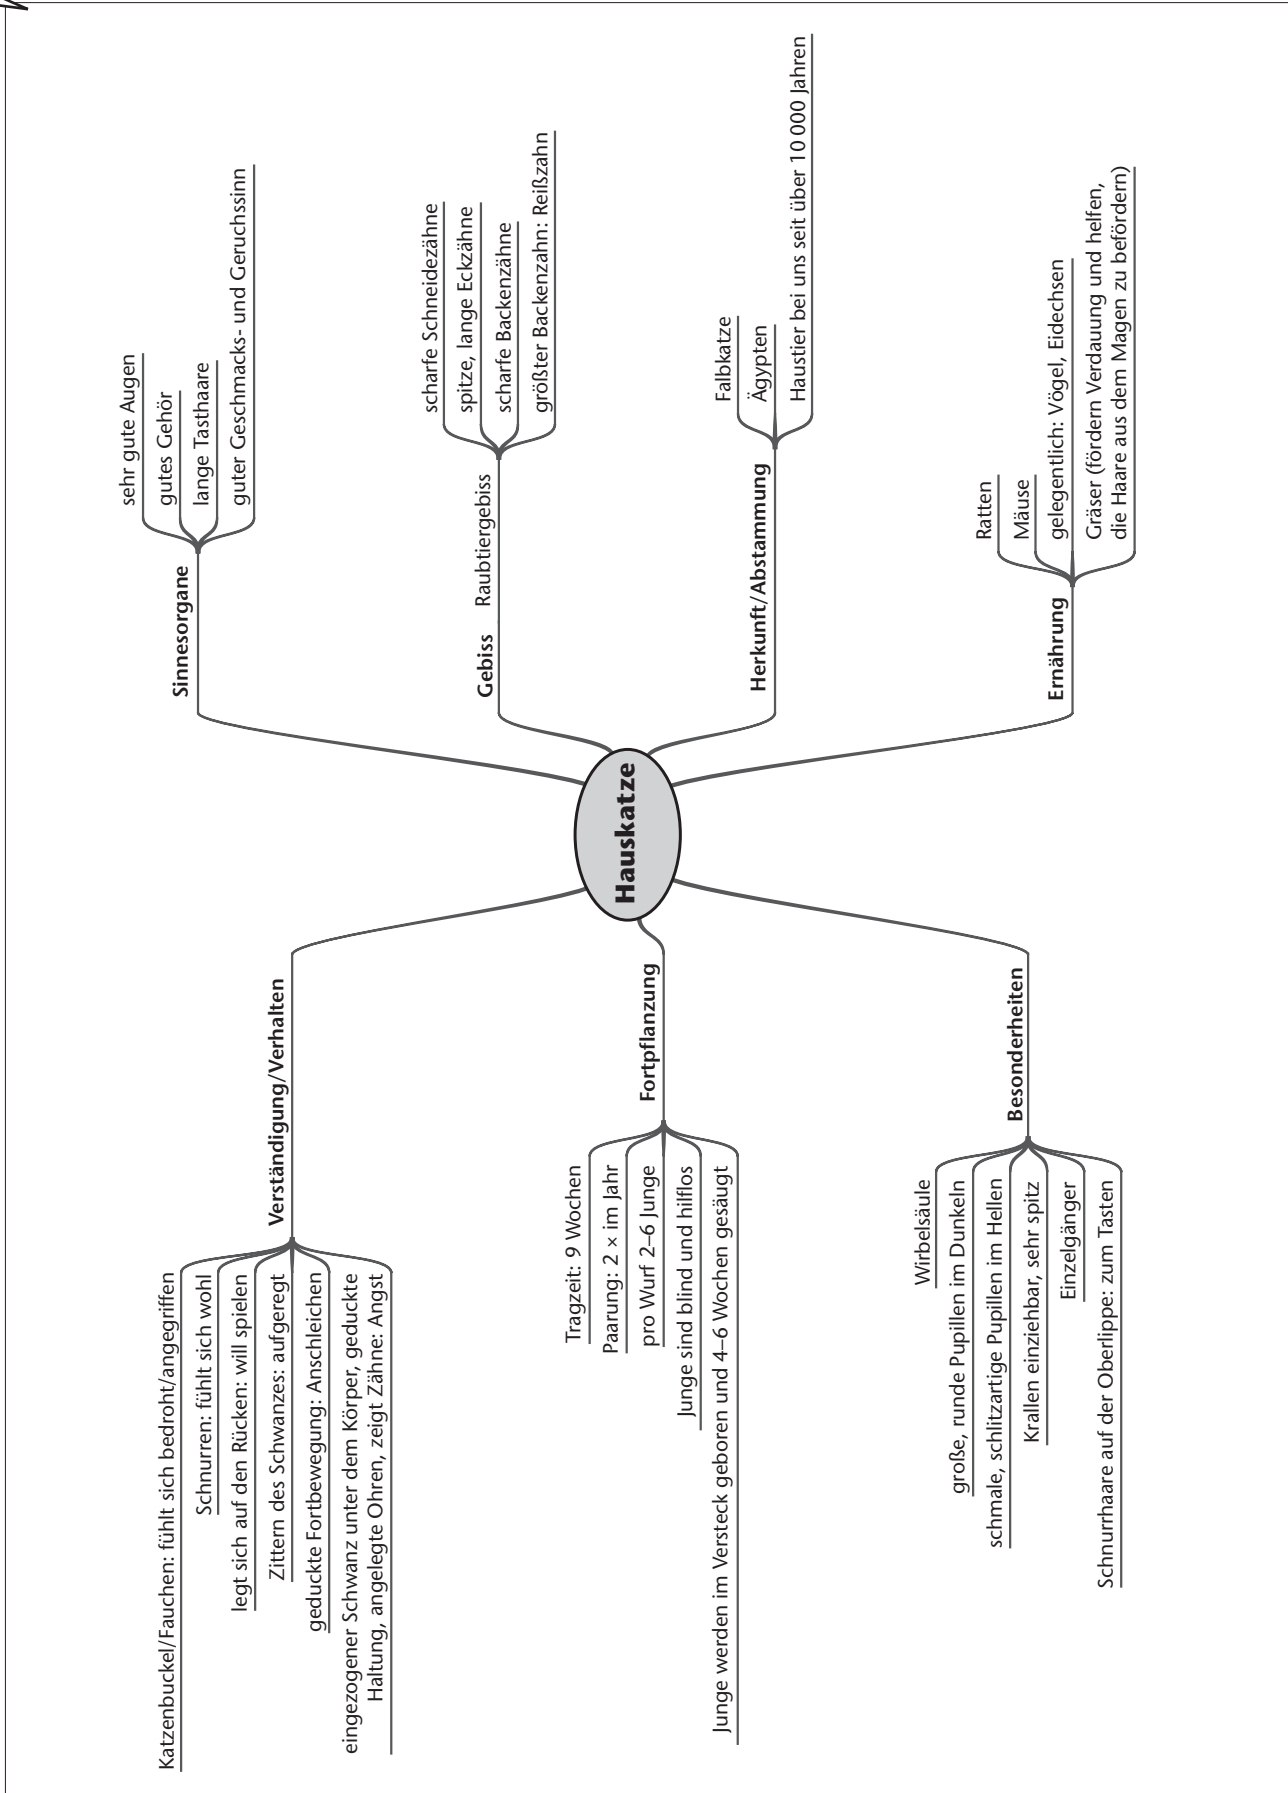 Hauskatze
Verständigung/Verhalten
Katzenbuckel/Fauchen: fühlt sich bedroht/angegriffen
Schnurren: fühlt sich wohl
legt sich auf den Rücken: will spielen
Zittern des Schwanzes: aufgeregt
geduckte Fortbewegung: Anschleichen
eingezogener Schwanz unter dem Körper, geduckte
Haltung, angelegte Ohren, zeigt Zähne: Angst
Fortpflanzung
Tragzeit: 9 Wochen
Paarung: 2 × im Jahr
pro Wurf 2–6 Junge
Junge sind blind und hilflos
Junge werden im Versteck geboren und 4–6 Wochen gesäugt
Besonderheiten
Wirbelsäule
große, runde Pupillen im Dunkeln
schmale, schlitzartige Pupillen im Hellen
Krallen einziehbar, sehr spitz
Einzelgänger
Schnurrhaare auf der Oberlippe: zum Tasten
Sinnesorgane
sehr gute Augen
gutes Gehör
lange Tasthaare
guter Geschmacks- und Geruchssinn
Gebiss Raubtiergebiss
scharfe Schneidezähne
spitze, lange Eckzähne
scharfe Backenzähne
größter Backenzahn: Reißzahn
Herkunft/Abstammung
Falbkatze
Ägypten
Haustier bei uns seit über 10 000 Jahren
Ernährung
Ratten
Mäuse
gelegentlich: Vögel, Eidechsen
Gräser (fördern Verdauung und helfen,
die Haare aus dem Magen zu befördern)